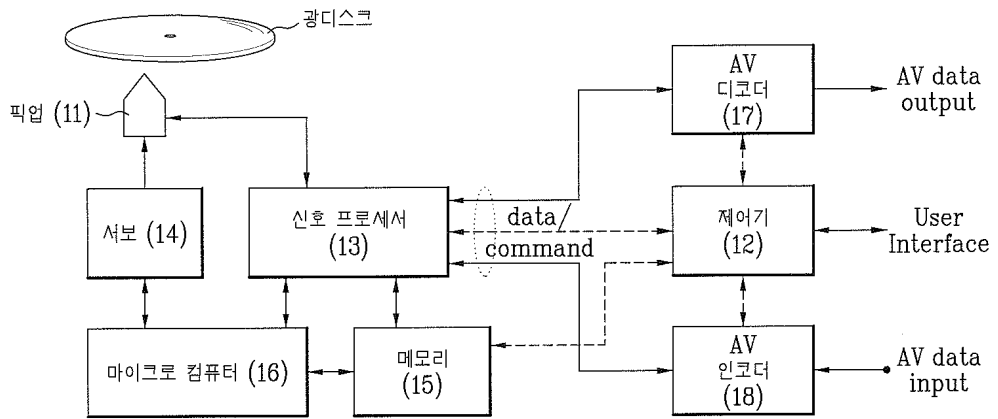 광디스크
픽업 (11)
AV
디코더
(17)
AV data
output
서보 (14)
신호 프로세서
(13)
data/
command
제어기
(12)
User
Interface
마이크로 컴퓨터 (16)
메모리
(15)
AV
인코더
(18)
AV data
input